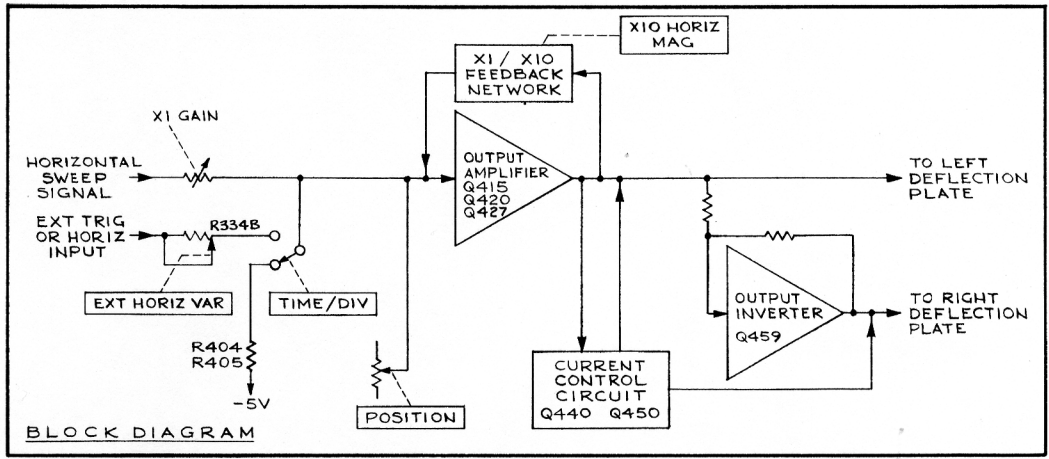 X10 HORIZ
MAG
X1 / X10
FEEDBACK
NETWORK
X1 GAIN
HORIZONTAL
SWEEP
SIGNAL
OUTPUT
AMPLIFIER
Q415
Q420
Q427
TO LEFT
DEFLECTION
PLATE
EXT TRIG
OR HORIZ
INPUT
R334B
EXT HORIZ VAR
TIME/DIV
OUTPUT
INVERTER
Q459
TO RIGHT
DEFLECTION
PLATE
R404
R405
-5V
POSITION
CURRENT
CONTROL
CIRCUIT
Q440 Q450
BLOCK DIAGRAM